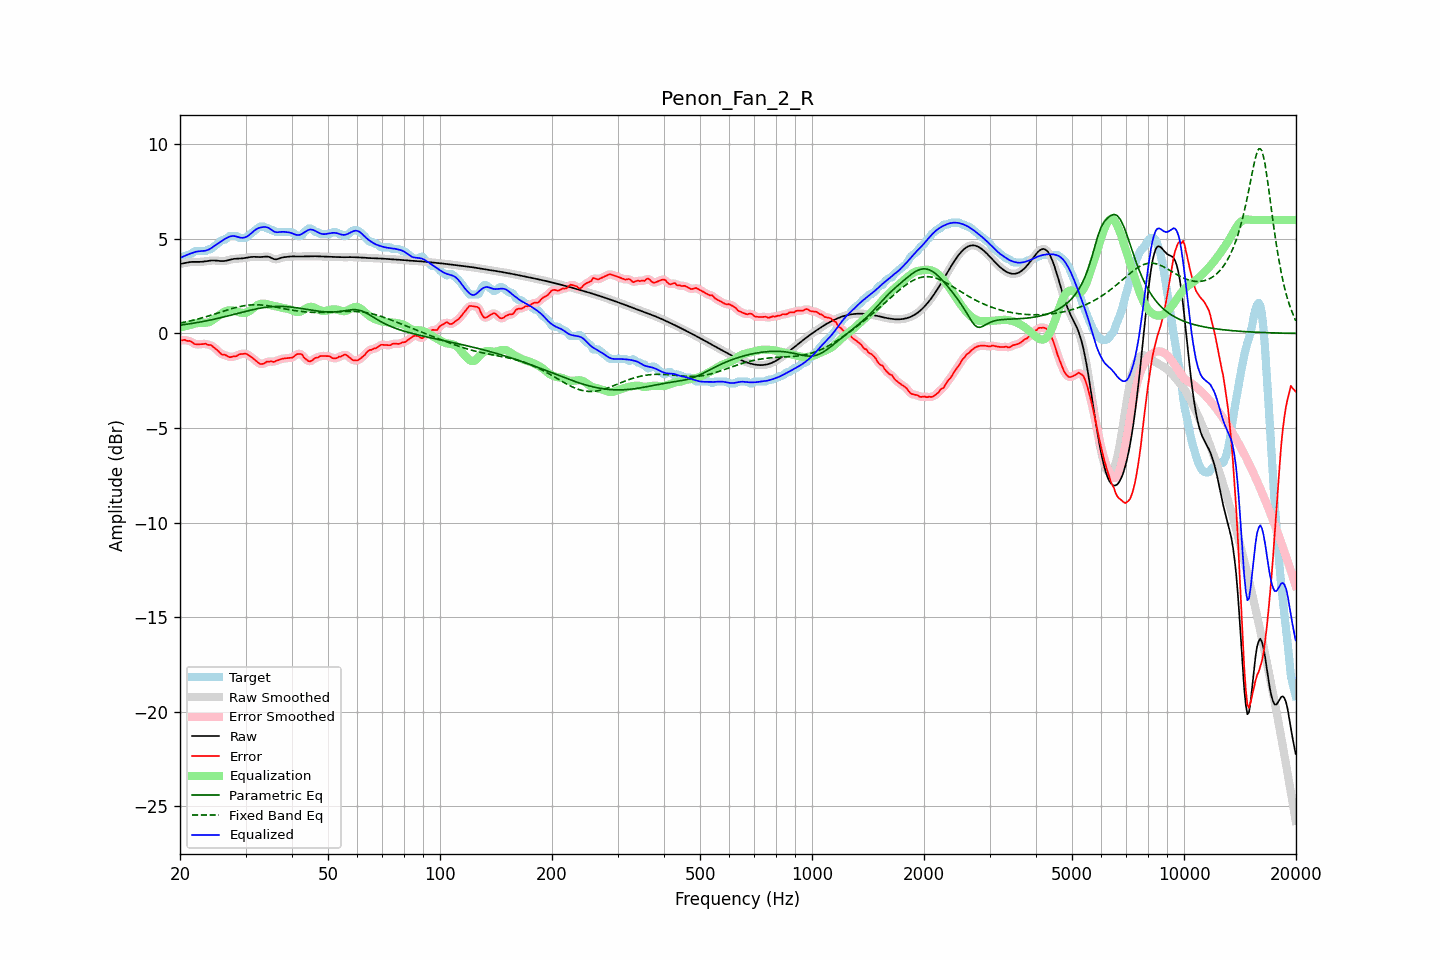 Penon_Fan_2_R
10
5
0
−5
−10
−15
−20
−25
Amplitude (dBr)
Target
Raw Smoothed
Error Smoothed
Raw
Error
Equalization
Parametric Eq
Fixed Band Eq
Equalized
20 50 100 200 500 1000 2000 5000 10000 20000
Frequency (Hz)